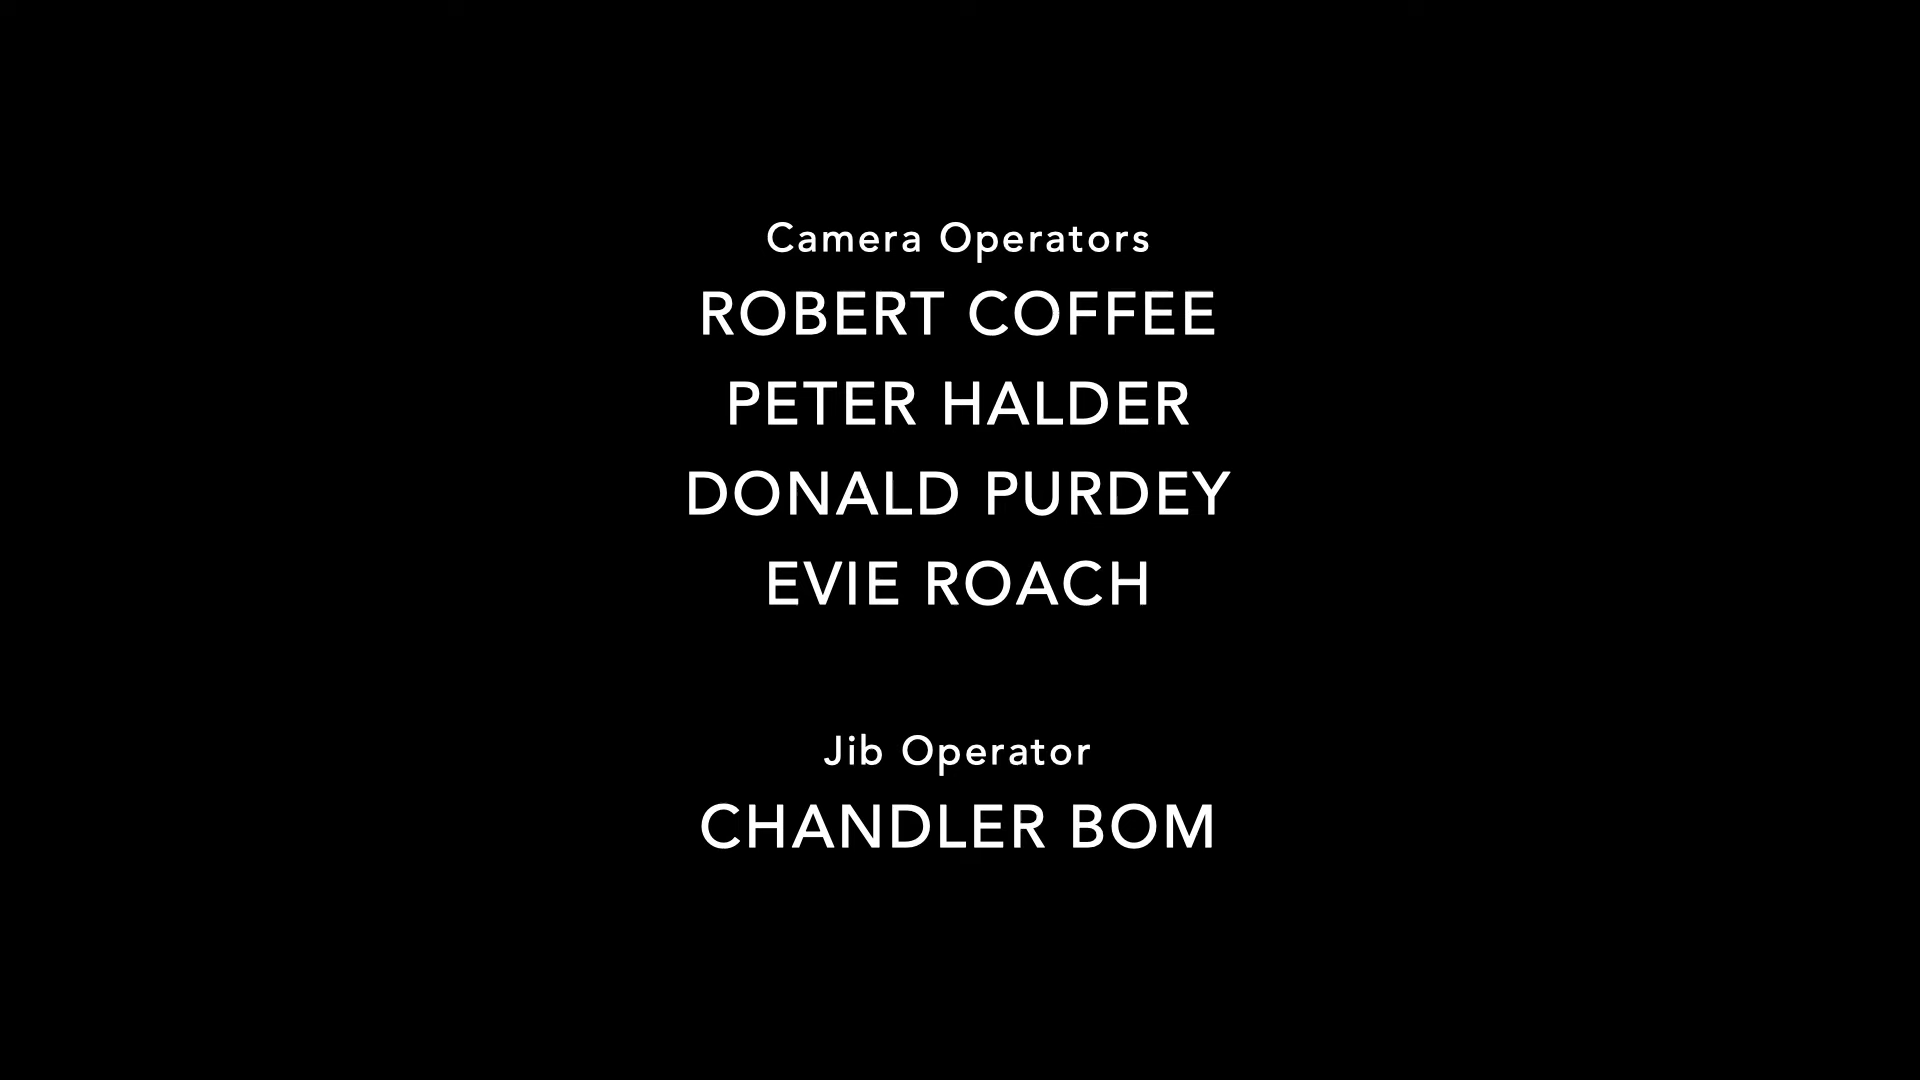 Camera Operators
ROBERT COFFEE
PETER HALDER
DONALD PURDEY
EVIE ROACH
Jib Operator
CHANDLER BOM